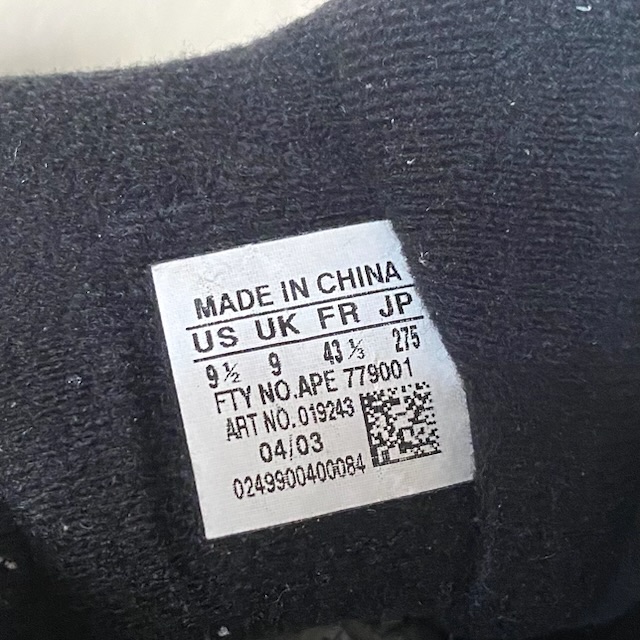 MADE IN CHINA
US UK FR JP
9½ 9 43⅓ 275
FTY NO.APE 779001
ART NO.019243
04/03
0249900400084